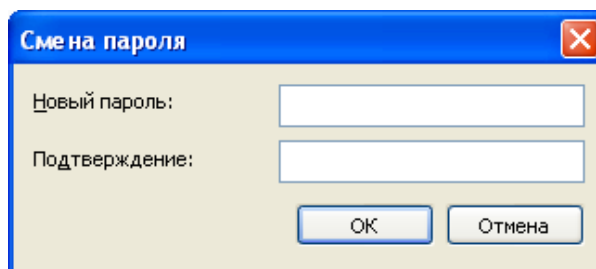 Смена пароля
Новый пароль:
Подтверждение:
ОК Отмена